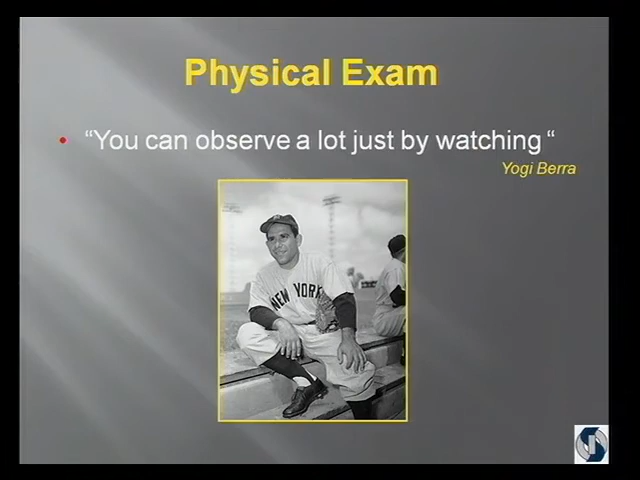 Physical Exam
“You can observe a lot just by watching “
Yogi Berra
NEW YORK